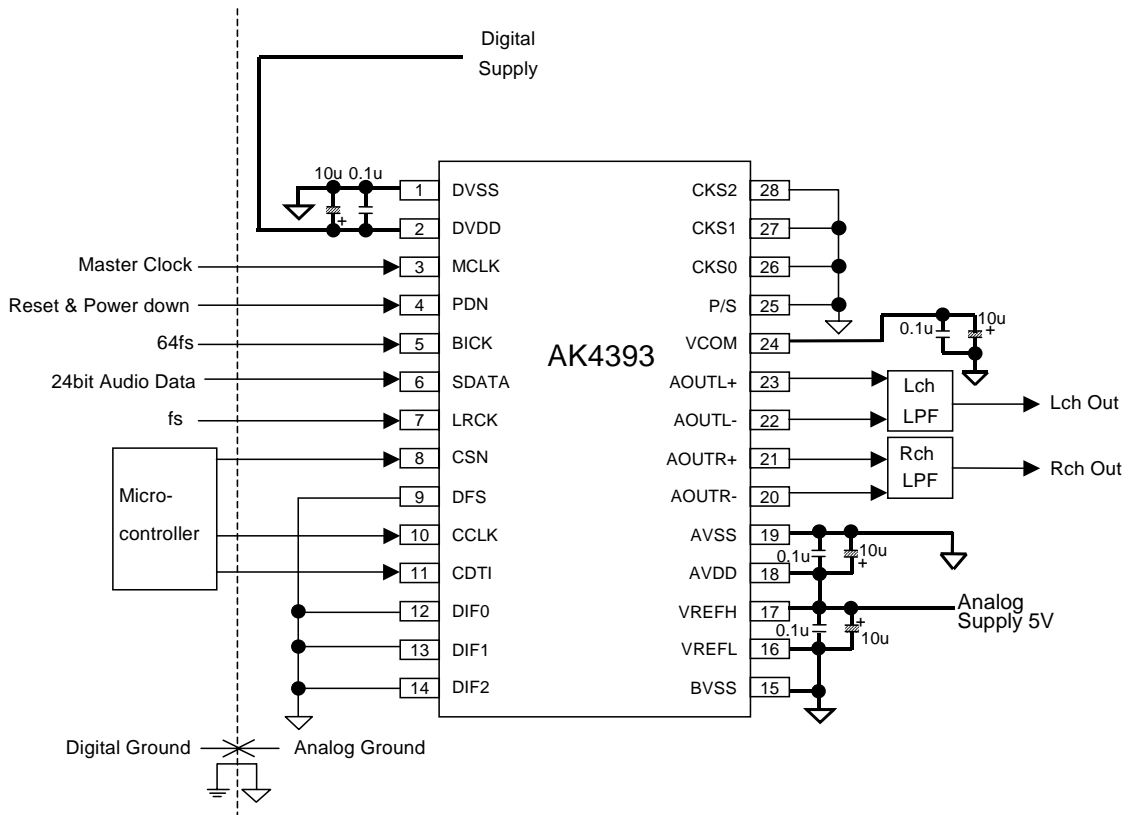 Digital
Supply
10u 0.1u
+
1 DVSS
2 DVDD
Master Clock 3 MCLK
Reset & Power down 4 PDN
64fs 5 BICK
24bit Audio Data 6 SDATA
fs 7 LRCK
8 CSN
9 DFS
10 CCLK
11 CDTI
12 DIF0
13 DIF1
14 DIF2
Micro-
controller
AK4393
CKS2 28
CKS1 27
CKS0 26
P/S 25
VCOM 24
0.1u 10u
+
AOUTL+ 23
AOUTL- 22
Lch
LPF
Lch Out
AOUTR+ 21
AOUTR- 20
Rch
LPF
Rch Out
AVSS 19
0.1u 10u
+
AVDD 18
VREFH 17
Analog
Supply 5V
0.1u + 10u
VREFL 16
BVSS 15
Digital Ground Analog Ground